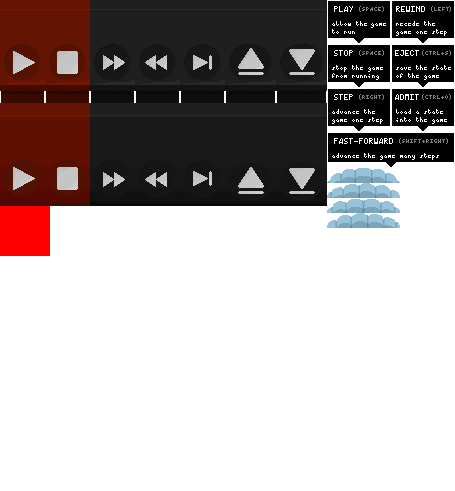 PLAY (SPACE)
allow the game
to run
REWIND (LEFT)
recede the
game one step
STOP (SPACE)
stop the game
from running
EJECT (CTRL+S)
save the state
of the game
STEP (RIGHT)
advance the
game one step
ADMIT (CTRL+O)
load a state
into the game
FAST-FORWARD (SHIFT+RIGHT)
advance the game many steps